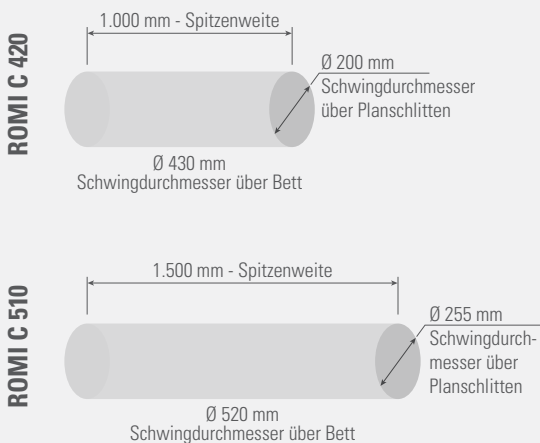 ROMI C 420
1.000 mm - Spitzenweite
Ø 200 mm
Schwingdurchmesser
über Planschlitten
Ø 430 mm
Schwingdurchmesser über Bett
ROMI C 510
1.500 mm - Spitzenweite
Ø 255 mm
Schwingdurch-
messer über
Planschlitten
Ø 520 mm
Schwingdurchmesser über Bett